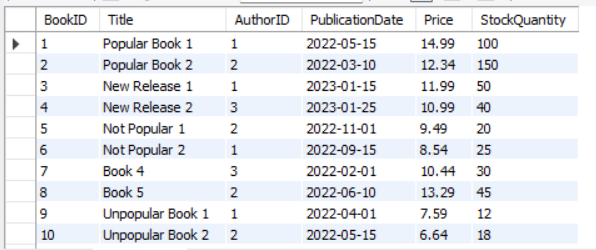 BookID Title AuthorID PublicationDate Price StockQuantity
1 Popular Book 1 1 2022-05-15 14.99 100
2 Popular Book 2 2 2022-03-10 12.34 150
3 New Release 1 1 2023-01-15 11.99 50
4 New Release 2 3 2023-01-25 10.99 40
5 Not Popular 1 2 2022-11-01 9.49 20
6 Not Popular 2 1 2022-09-15 8.54 25
7 Book 4 3 2022-02-01 10.44 30
8 Book 5 2 2022-06-10 13.29 45
9 Unpopular Book 1 1 2022-04-01 7.59 12
10 Unpopular Book 2 2 2022-05-15 6.64 18